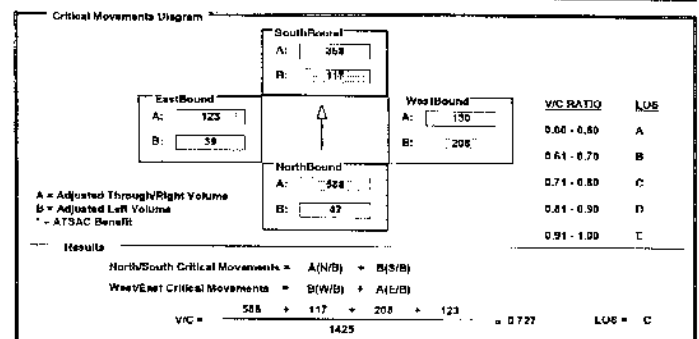 Critical Movements Diagram
SouthBound
A: 358
B: 117
EastBound
A: 123
B: 39
WestBound
A: 130
B: 208
NorthBound
A: 588
B: 42
A = Adjusted Through/Right Volume
B = Adjusted Left Volume
* = ATSAC Benefit
V/C RATIO LOS
0.00 - 0.60 A
0.61 - 0.70 B
0.71 - 0.80 C
0.81 - 0.90 D
0.91 - 1.00 E
Results
North/South Critical Movements = A(N/B) + B(S/B)
West/East Critical Movements = B(W/B) + A(E/B)
V/C = 588 + 117 + 208 + 123
1425
= 0.727 LOS = C